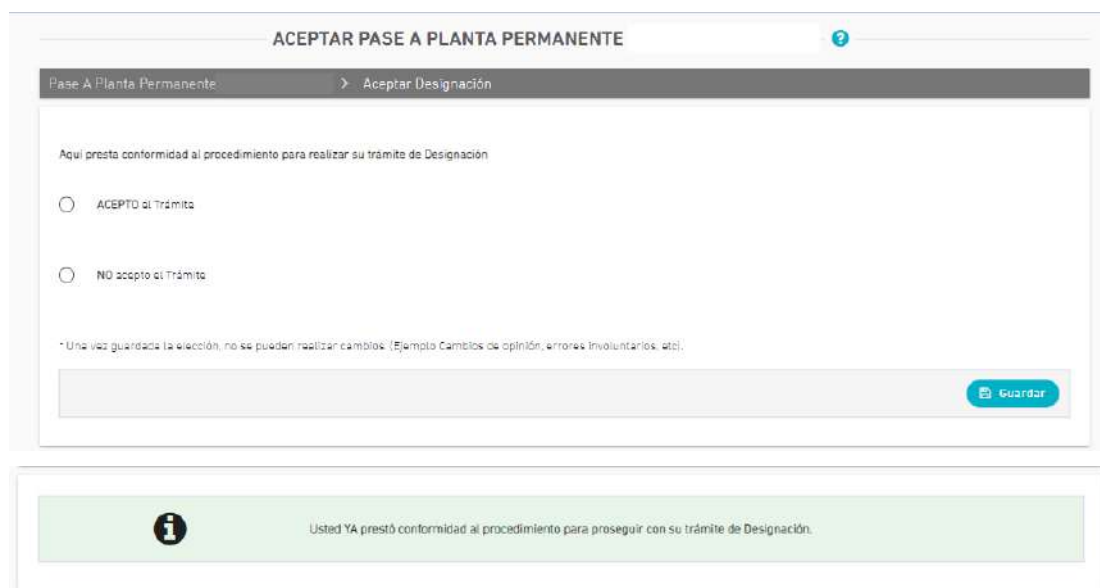 ACEPTAR PASE A PLANTA PERMANENTE
Pase A Planta Permanente > Aceptar Designación
Aquí presta conformidad al procedimiento para realizar su trámite de Designación
ACEPTO el Trámite
NO acepto el Trámite
* Una vez guardada la elección, no se pueden realizar cambios. (Ejemplo Cambios de opinión, errores involuntarios, etc).
Guardar
Usted YA prestó conformidad al procedimiento para proseguir con su trámite de Designación.